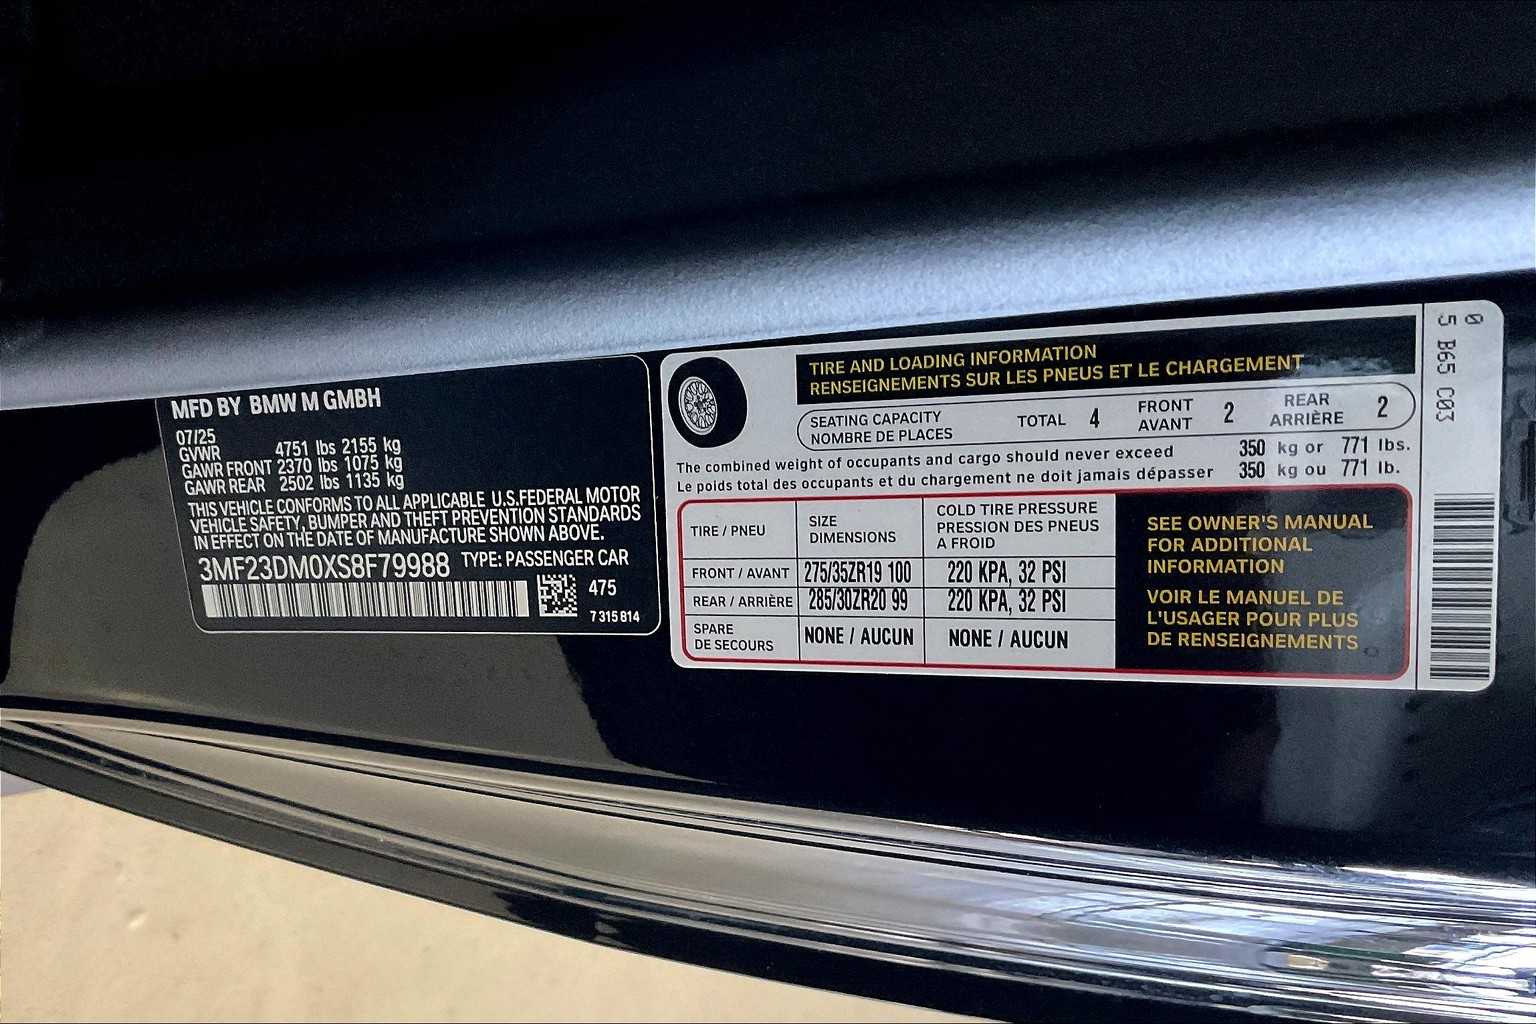 MFD BY BMW M GMBH
07/25
GVWR 4751 lbs 2155 kg
GAWR FRONT 2370 lbs 1075 kg
GAWR REAR 2502 lbs 1135 kg
THIS VEHICLE CONFORMS TO ALL APPLICABLE U.S.FEDERAL MOTOR
VEHICLE SAFETY, BUMPER AND THEFT PREVENTION STANDARDS
IN EFFECT ON THE DATE OF MANUFACTURE SHOWN ABOVE.
3MF23DM0XS8F79988 TYPE: PASSENGER CAR
475
7 315 814
TIRE AND LOADING INFORMATION
RENSEIGNEMENTS SUR LES PNEUS ET LE CHARGEMENT
SEATING CAPACITY
NOMBRE DE PLACES
TOTAL 4
FRONT
AVANT
2
REAR
ARRIÈRE
2
The combined weight of occupants and cargo should never exceed 350 kg or 771 lbs.
Le poids total des occupants et du chargement ne doit jamais dépasser 350 kg ou 771 lb.
TIRE / PNEU
SIZE
DIMENSIONS
COLD TIRE PRESSURE
PRESSION DES PNEUS
A FROID
FRONT / AVANT 275/35ZR19 100 220 KPA, 32 PSI
REAR / ARRIÈRE 285/30ZR20 99 220 KPA, 32 PSI
SPARE
DE SECOURS
NONE / AUCUN NONE / AUCUN
SEE OWNER'S MANUAL
FOR ADDITIONAL
INFORMATION
VOIR LE MANUEL DE
L'USAGER POUR PLUS
DE RENSEIGNEMENTS
0
5 B65 C03